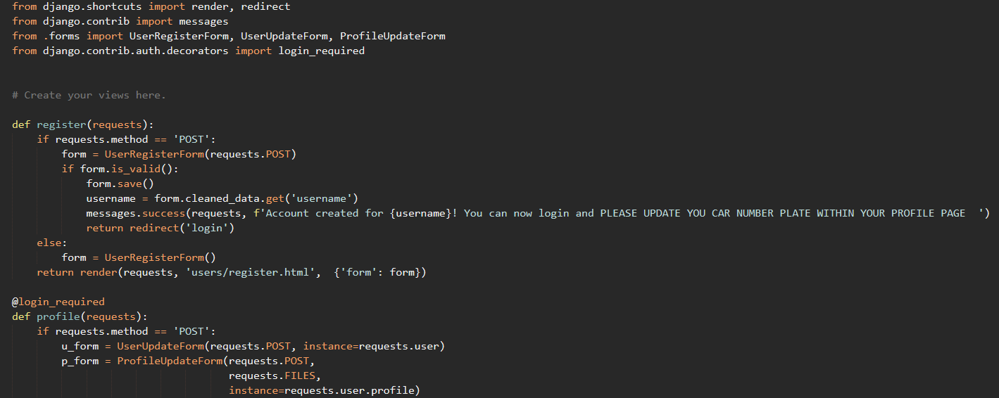 from django.shortcuts import render, redirect
from django.contrib import messages
from .forms import UserRegisterForm, UserUpdateForm, ProfileUpdateForm
from django.contrib.auth.decorators import login_required
# Create your views here.
def register(requests):
    if requests.method == 'POST':
        form = UserRegisterForm(requests.POST)
        if form.is_valid():
            form.save()
            username = form.cleaned_data.get('username')
            messages.success(requests, f'Account created for {username}! You can now login and PLEASE UPDATE YOU CAR NUMBER PLATE WITHIN YOUR PROFILE PAGE  ')
            return redirect('login')
    else:
        form = UserRegisterForm()
    return render(requests, 'users/register.html',  {'form': form})
@login_required
def profile(requests):
    if requests.method == 'POST':
        u_form = UserUpdateForm(requests.POST, instance=requests.user)
        p_form = ProfileUpdateForm(requests.POST,
                                   requests.FILES,
                                   instance=requests.user.profile)